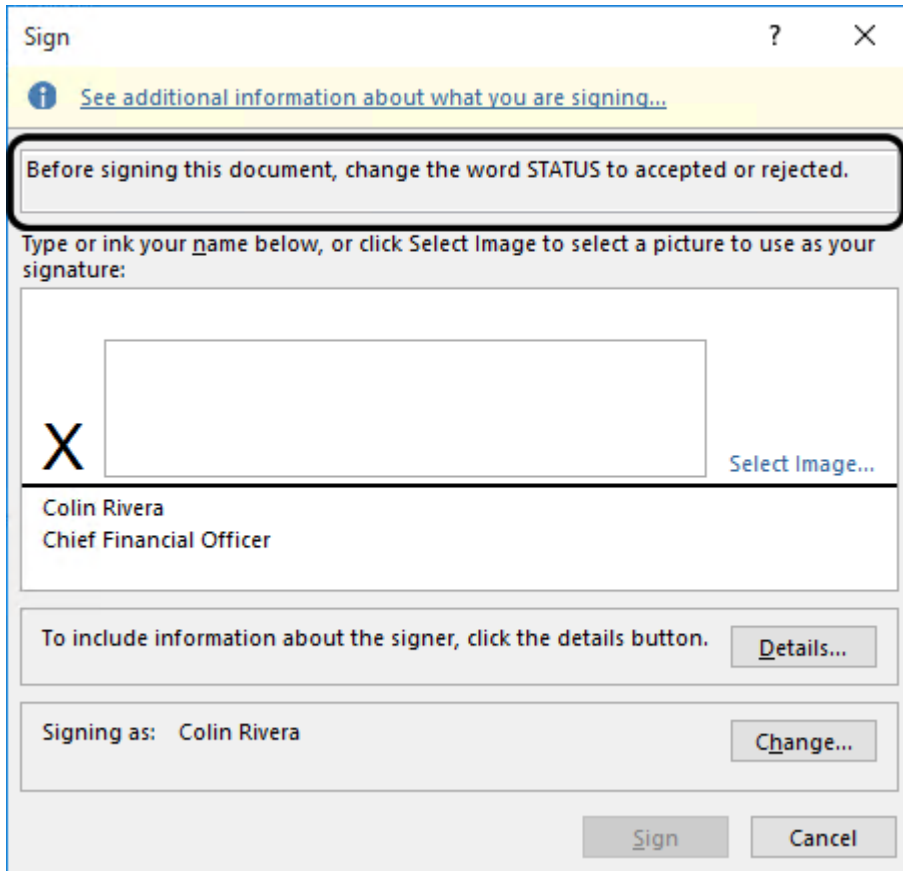 Sign ?
See additional information about what you are signing...
Before signing this document, change the word STATUS to accepted or rejected.
Type or ink your name below, or click Select Image to select a picture to use as your
signature:
X
Select Image...
Colin Rivera
Chief Financial Officer
To include information about the signer, click the details button.
Details...
Signing as: Colin Rivera
Change...
Sign Cancel